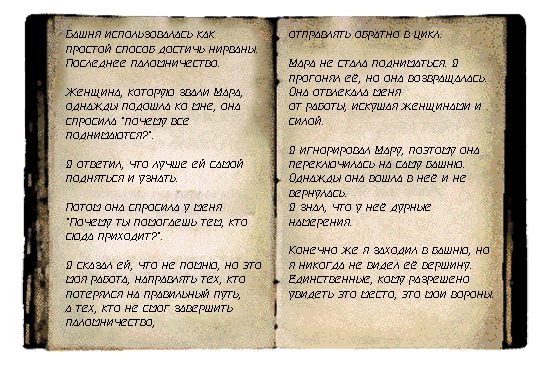 Башня использовалась как
простой способ достичь нирваны.
Последнее паломничество.
Женщина, которую звали Мара,
однажды подошла ко мне, она
спросила "почему все
поднимаются?".
Я ответил, что лучше ей самой
подняться и узнать.
Потом она спросила у меня
"Почему ты помогаешь тем, кто
сюда приходит?".
Я сказал ей, что не помню, но это
моя работа, направлять тех, кто
потерялся на правильный путь,
а тех, кто не смог завершить
паломничество,
отправлять обратно в цикл.
Мара не стала подниматься. Я
прогонял её, но она возвращалась.
Она отвлекала меня
от работы, искушая женщинами и
силой.
Я игнорировал Мару, поэтому она
переключилась на саму башню.
Однажды она вошла в неё и не
вернулась.
Я знал, что у неё дурные
намерения.
Конечно же я заходил в башню, но
я никогда не видел её вершину.
Единственные, кому разрешено
увидеть это место, это мои вороны.